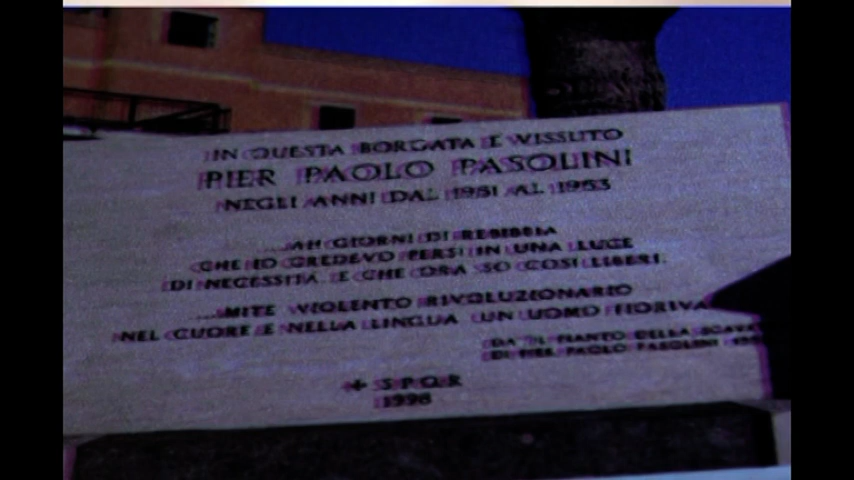 IN QUESTA BORGATA E' VISSUTO
PIER PAOLO PASOLINI
NEGLI ANNI DAL 1951 AL 1953
...AH GIORNI DI REBIBBIA
CHE IO CREDEVO PERSI IN UNA LUCE
DI NECESSITÀ E CHE ORA SO COSÌ LIBERI.
...MITE VIOLENTO RIVOLUZIONARIO
NEL CUORE E NELLA LINGUA UN UOMO FIORIVA
DA "IL PIANTO DELLA SCAVA
DI PIER PAOLO PASOLINI
+ S P Q R
1998